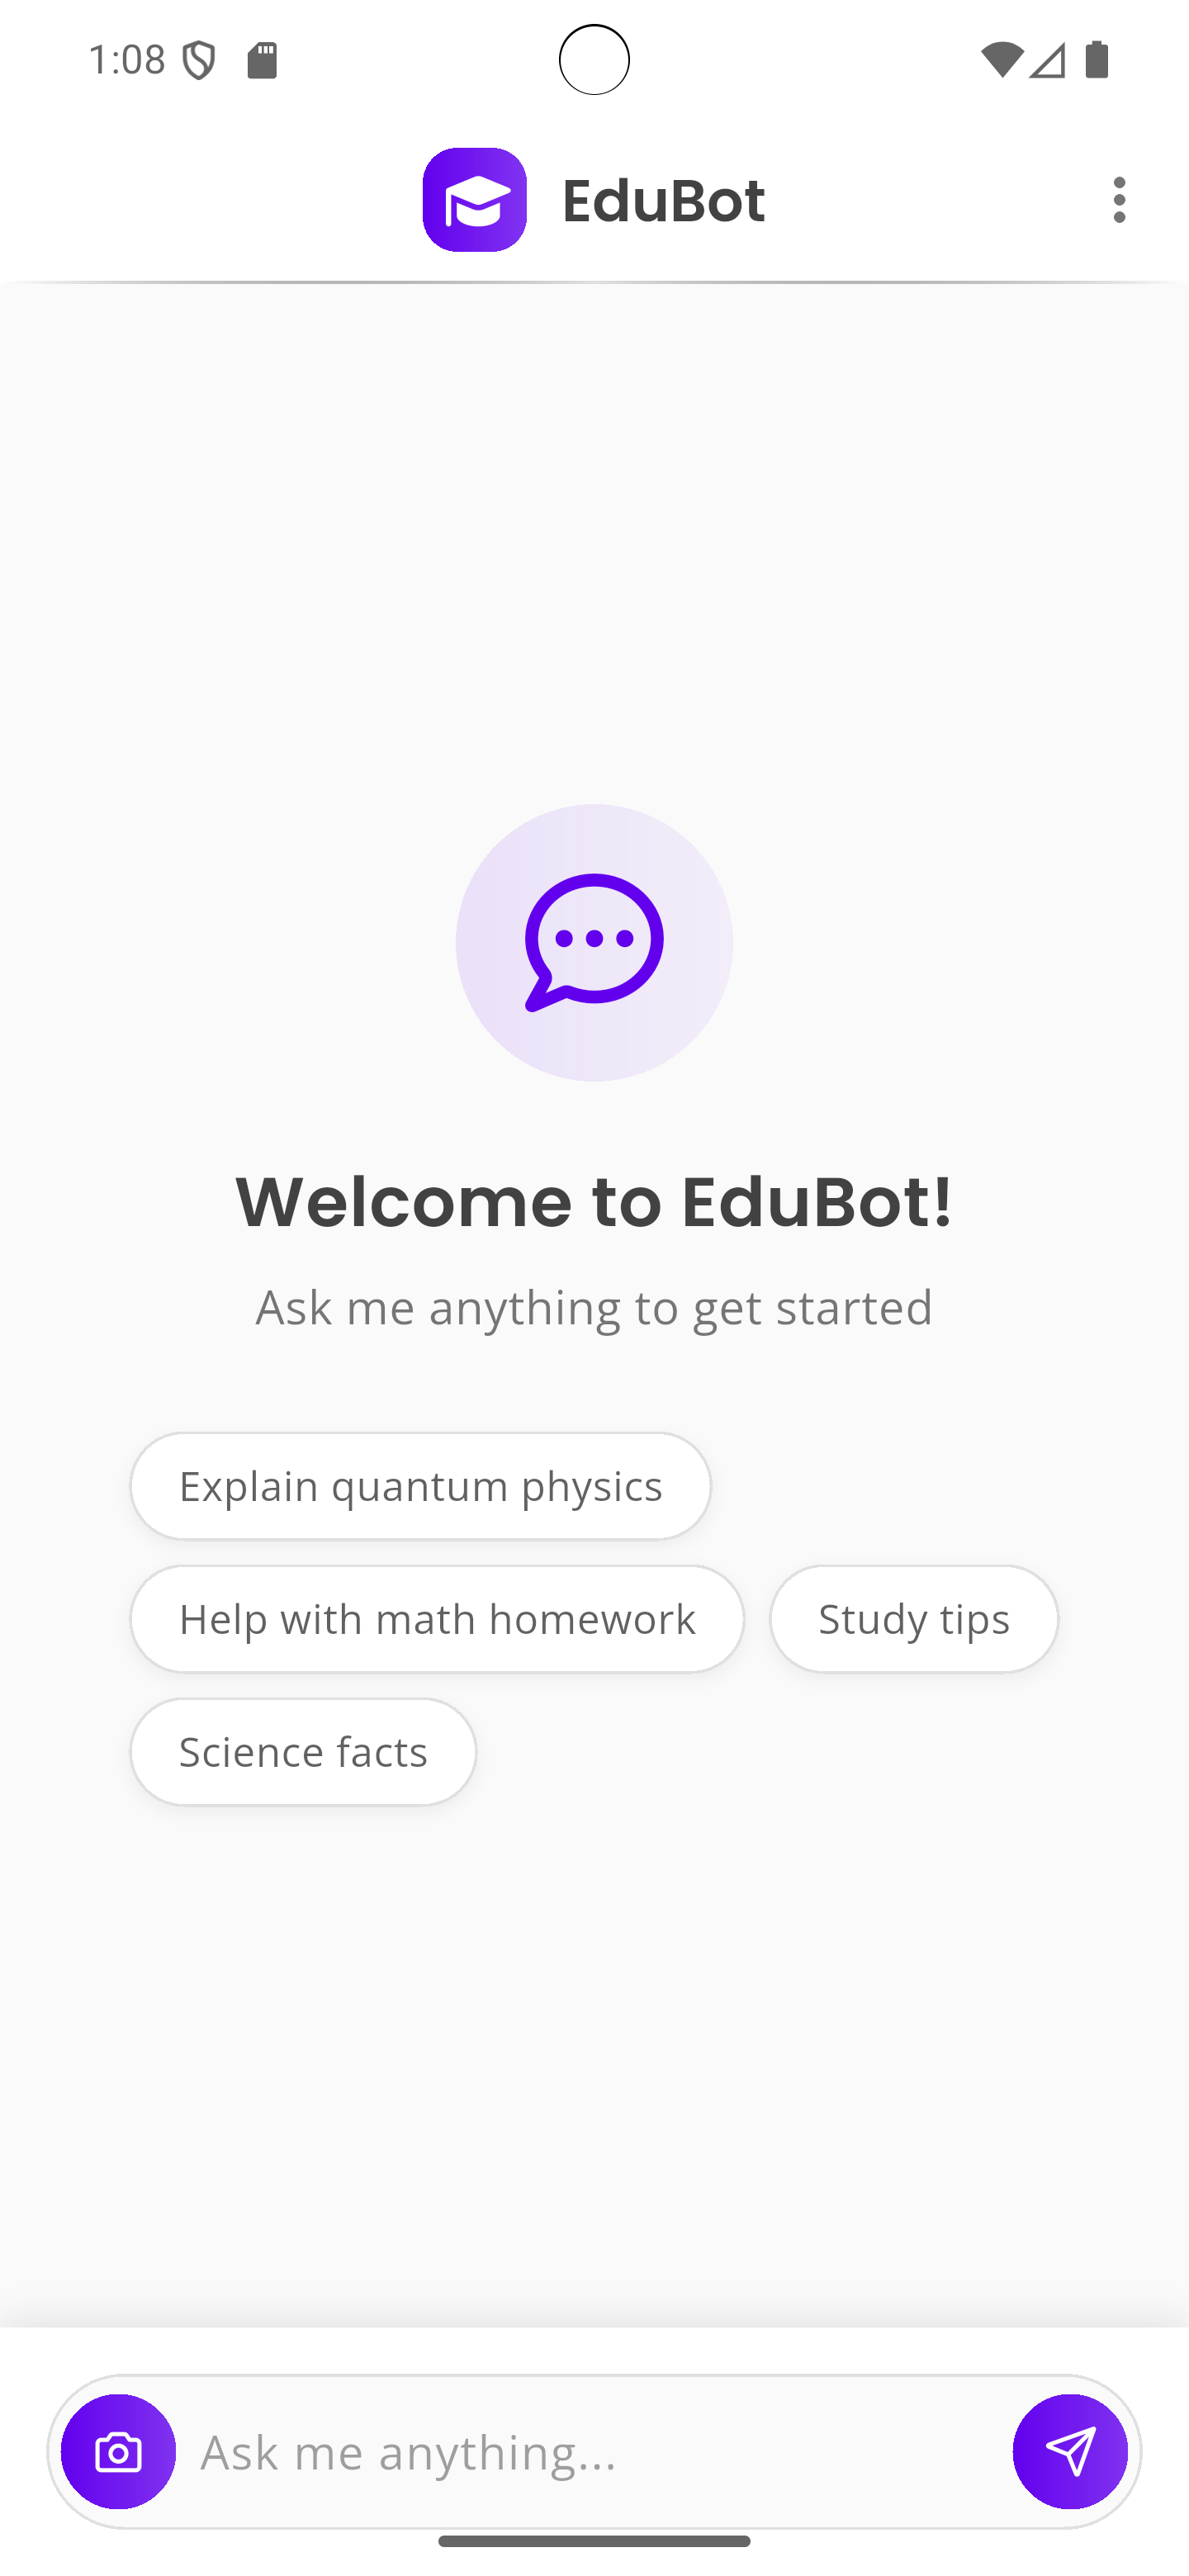 1:08
EduBot
Welcome to EduBot!
Ask me anything to get started
Explain quantum physics
Help with math homework
Study tips
Science facts
Ask me anything...